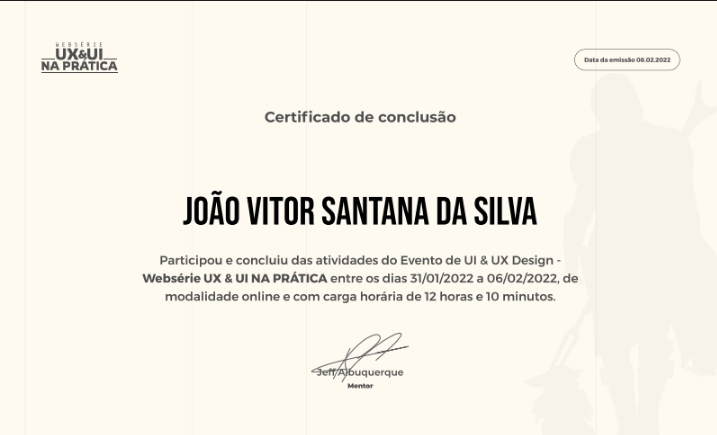 WEBSÉRIE
UX&UI
NA PRÁTICA
Data da emissão 08.02.2022
Certificado de conclusão
JOÃO VITOR SANTANA DA SILVA
Participou e concluiu das atividades do Evento de UI & UX Design -
Websérie UX & UI NA PRÁTICA entre os dias 31/01/2022 a 06/02/2022, de
modalidade online e com carga horária de 12 horas e 10 minutos.
Jeff Albuquerque
Mentor